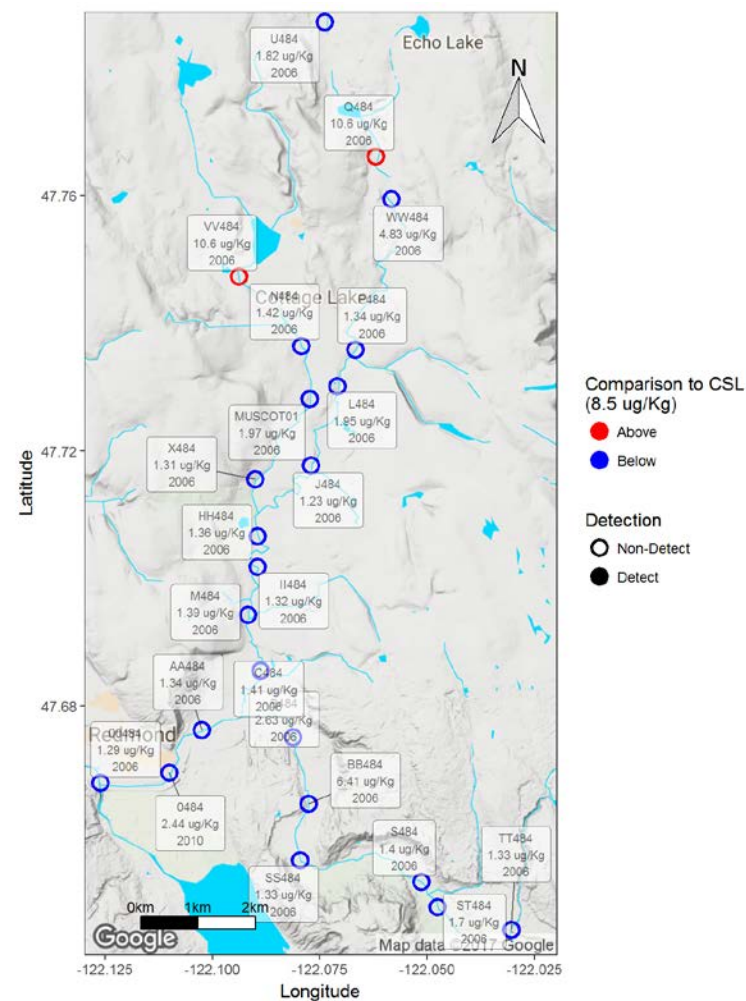 U484
1.82 ug/Kg
2006
Echo Lake
N
Q484
10.6 ug/Kg
2006
47.76
WW484
4.83 ug/Kg
2006
VV484
10.6 ug/Kg
2006
Cottage Lake
N484
1.42 ug/Kg
2006
P484
1.34 ug/Kg
2006
L484
1.95 ug/Kg
2006
MUSCOT01
1.97 ug/Kg
2006
47.72
X484
1.31 ug/Kg
2006
J484
1.23 ug/Kg
2006
HH484
1.36 ug/Kg
2006
II484
1.32 ug/Kg
2006
M484
1.39 ug/Kg
2006
C484
1.41 ug/Kg
2006
2.63 ug/Kg
2006
AA484
1.34 ug/Kg
2006
47.68
Redmond
1.29 ug/Kg
2006
0484
2.44 ug/Kg
2010
BB484
6.41 ug/Kg
2006
S484
1.4 ug/Kg
2006
TT484
1.33 ug/Kg
2006
SS484
1.33 ug/Kg
2006
ST484
1.7 ug/Kg
2006
0km 1km 2km
Google
Map data ©2017 Google
-122.125 -122.100 -122.075 -122.050 -122.025
Longitude
Latitude
Comparison to CSL
(8.5 ug/Kg)
Above
Below
Detection
Non-Detect
Detect